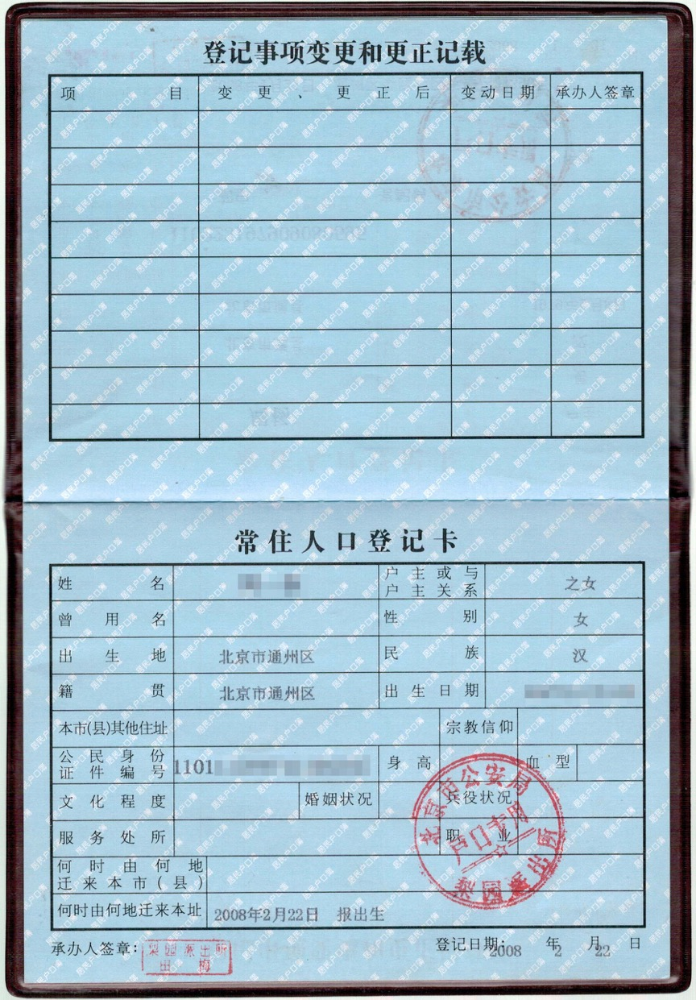 登记事项变更和更正记载
项目 变更、更正后 变动日期 承办人签章
常住人口登记卡
姓名 户主或与户主关系 之女
曾用名 性别 女
出生地 北京市通州区 民族 汉
籍贯 北京市通州区 出生日期
本市(县)其他住址 宗教信仰
公民身份证件编号 1101 身高 血型
文化程度 婚姻状况 兵役状况
服务处所 职业
何时由何地迁来本市(县)
何时由何地迁来本址 2008年2月22日 报出生
北京市公安局
户口专用
梨园派出所
承办人签章: 梨园派出所 登记日期: 2008 年 2 月 22 日
田梅
居民户口簿